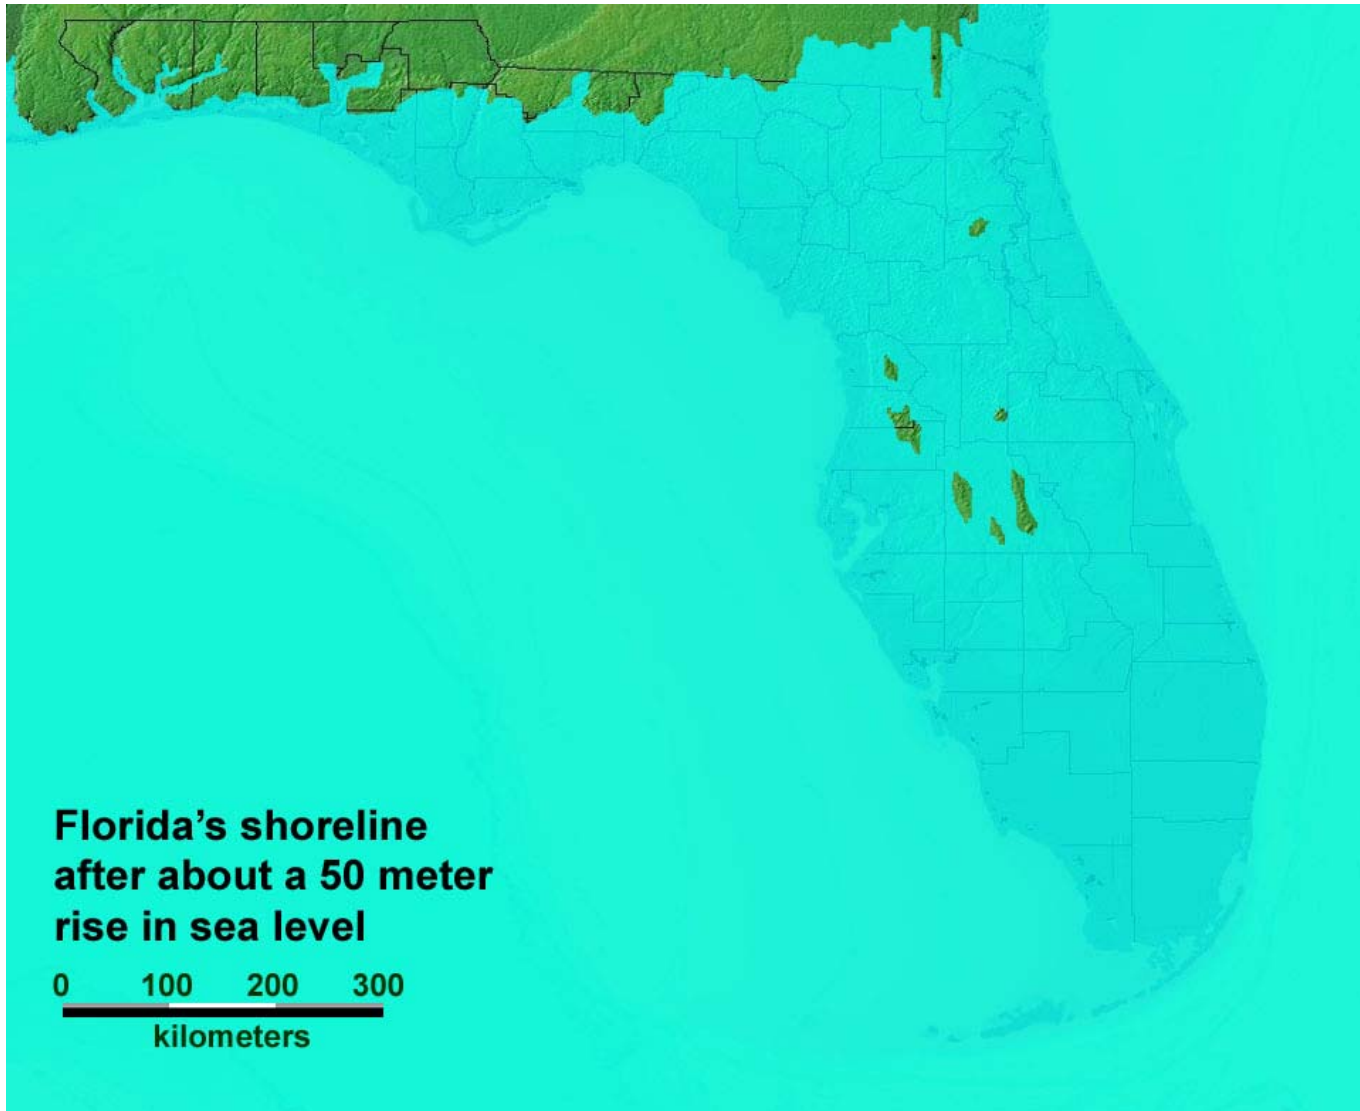 Florida’s shoreline
after about a 50 meter
rise in sea level
0 100 200 300
kilometers